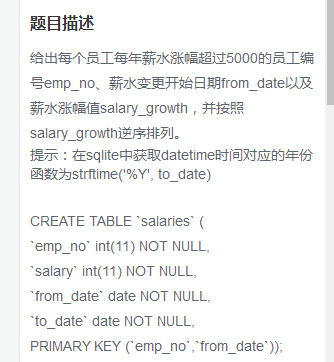 题目描述
给出每个员工每年薪水涨幅超过5000的员工编
号emp_no、薪水变更开始日期from_date以及
薪水涨幅值salary_growth，并按照
salary_growth逆序排列。
提示：在sqlite中获取datetime时间对应的年份
函数为strftime('%Y', to_date)
CREATE TABLE `salaries` (
`emp_no` int(11) NOT NULL,
`salary` int(11) NOT NULL,
`from_date` date NOT NULL,
`to_date` date NOT NULL,
PRIMARY KEY (`emp_no`,`from_date`));